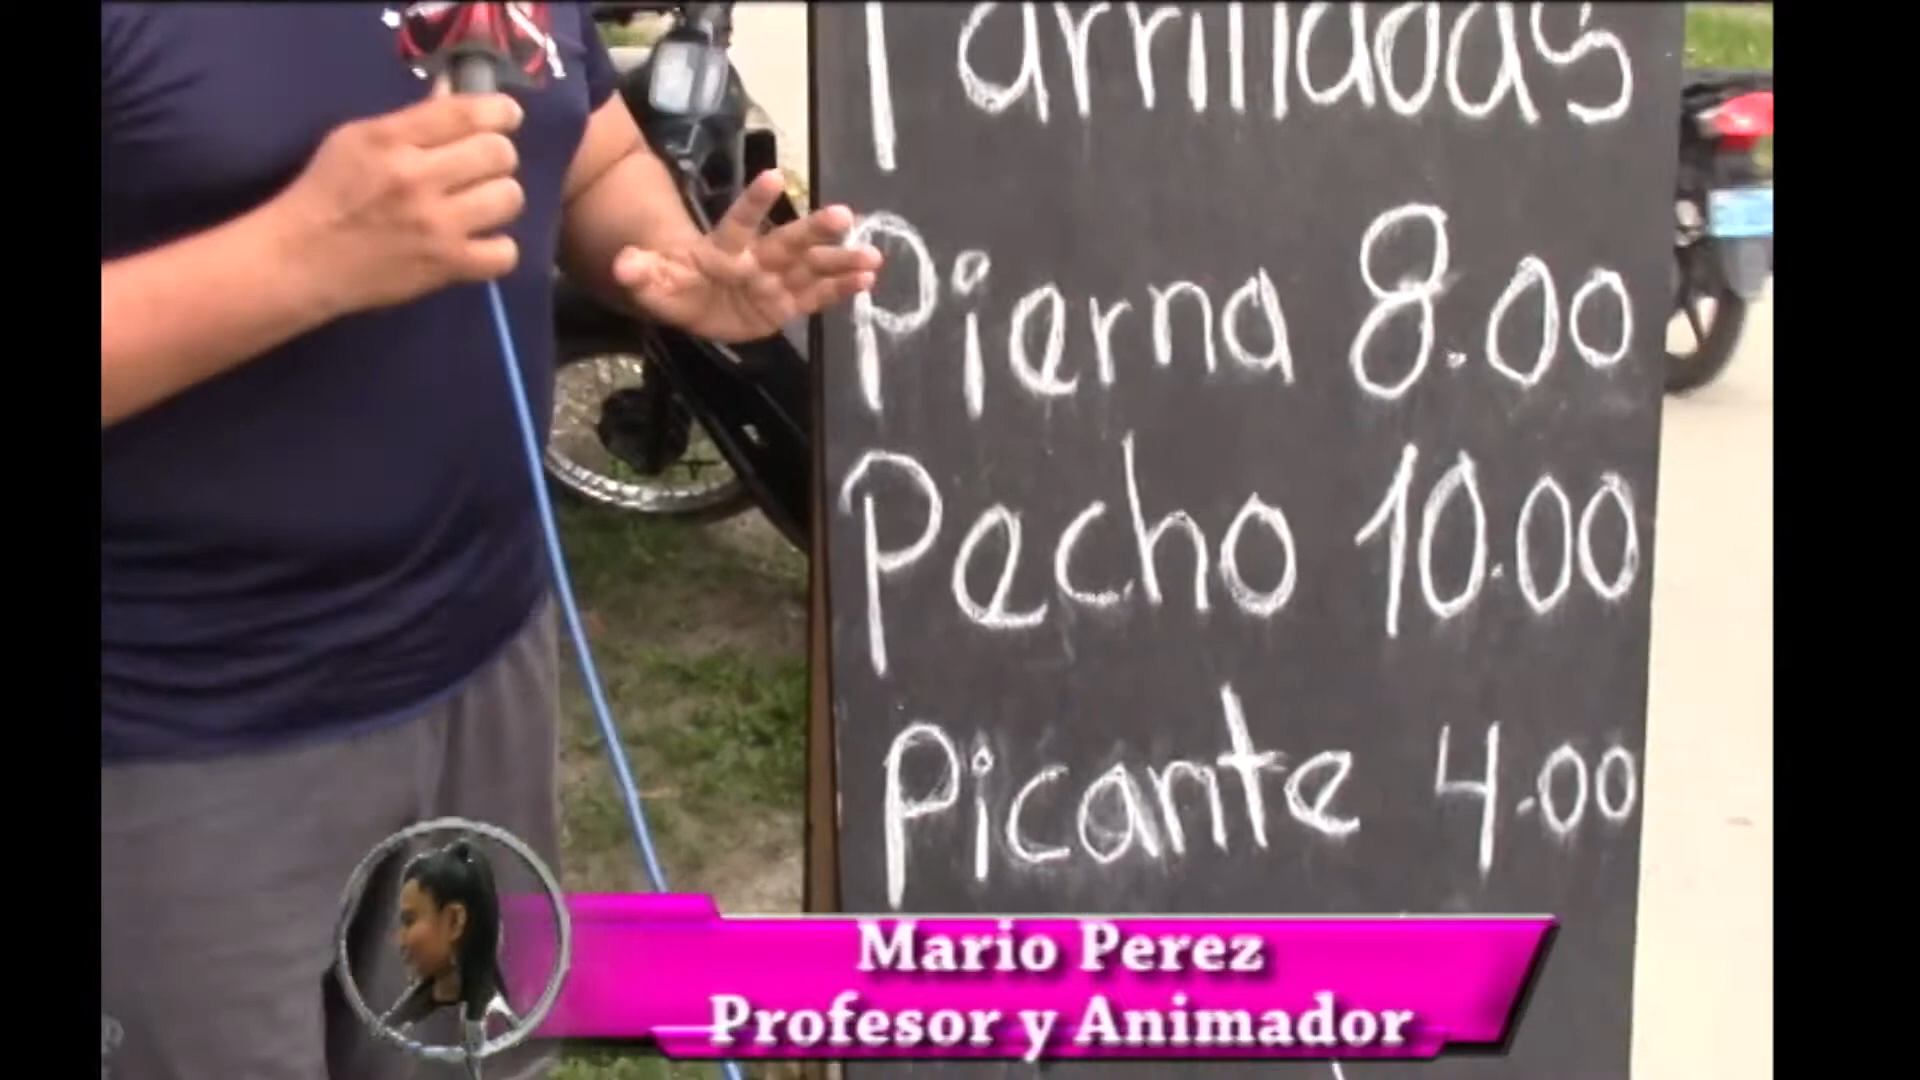 Parrilladas
Pierna 8.00
Pecho 10.00
Picante 4.00
Mario Perez
Profesor y Animador